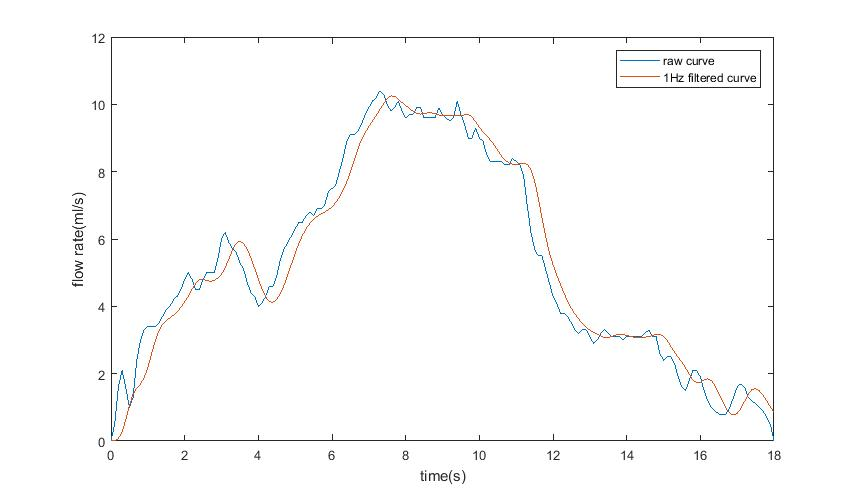 12
10
8
6
4
2
0
flow rate(ml/s)
raw curve
1Hz filtered curve
0 2 4 6 8 10 12 14 16 18
time(s)